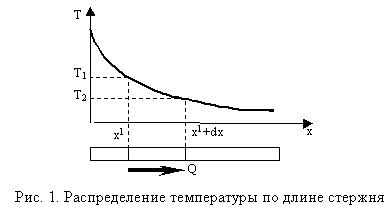 T
T1
T2
x¹
x¹+dx
x
Q
Рис. 1. Распределение температуры по длине стержня